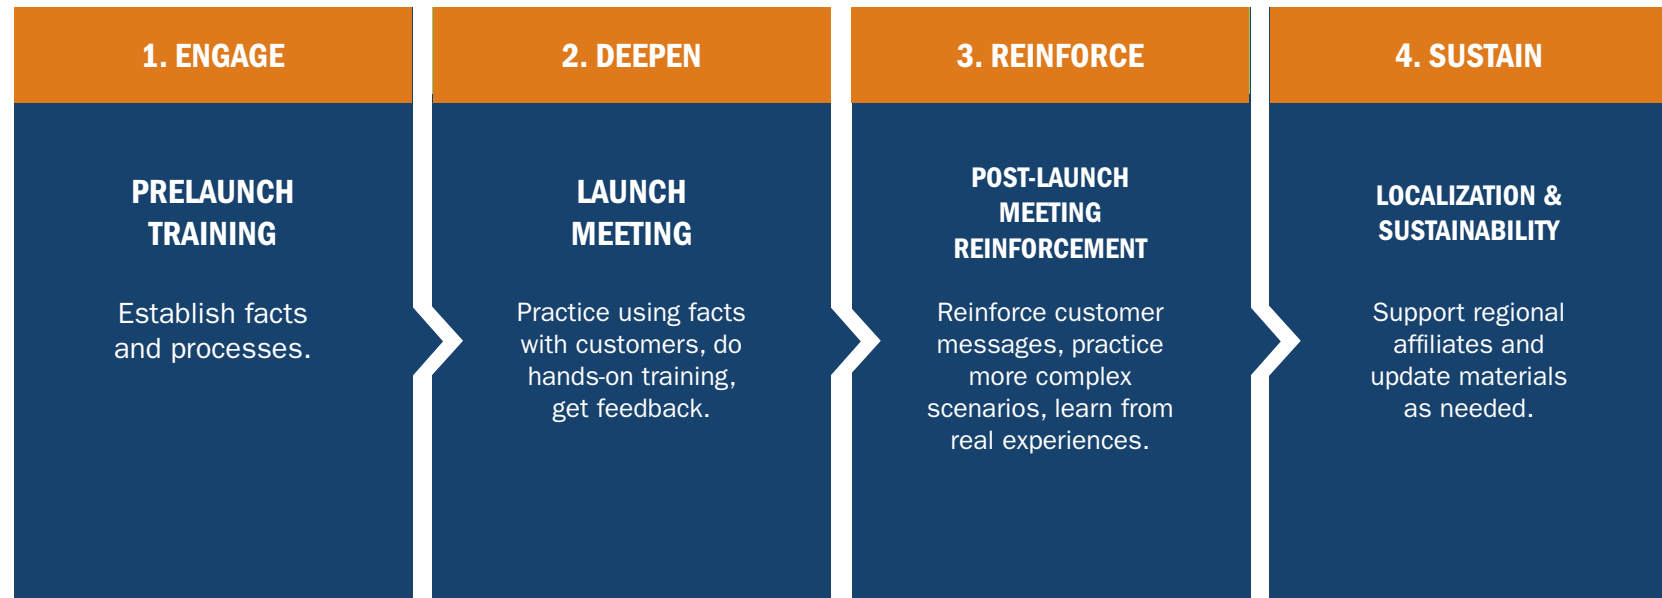 1. ENGAGE
PRELAUNCH
TRAINING
Establish facts
and processes.
2. DEEPEN
LAUNCH
MEETING
Practice using facts
with customers, do
hands-on training,
get feedback.
3. REINFORCE
POST-LAUNCH
MEETING
REINFORCEMENT
Reinforce customer
messages, practice
more complex
scenarios, learn from
real experiences.
4. SUSTAIN
LOCALIZATION &
SUSTAINABILITY
Support regional
affiliates and
update materials
as needed.